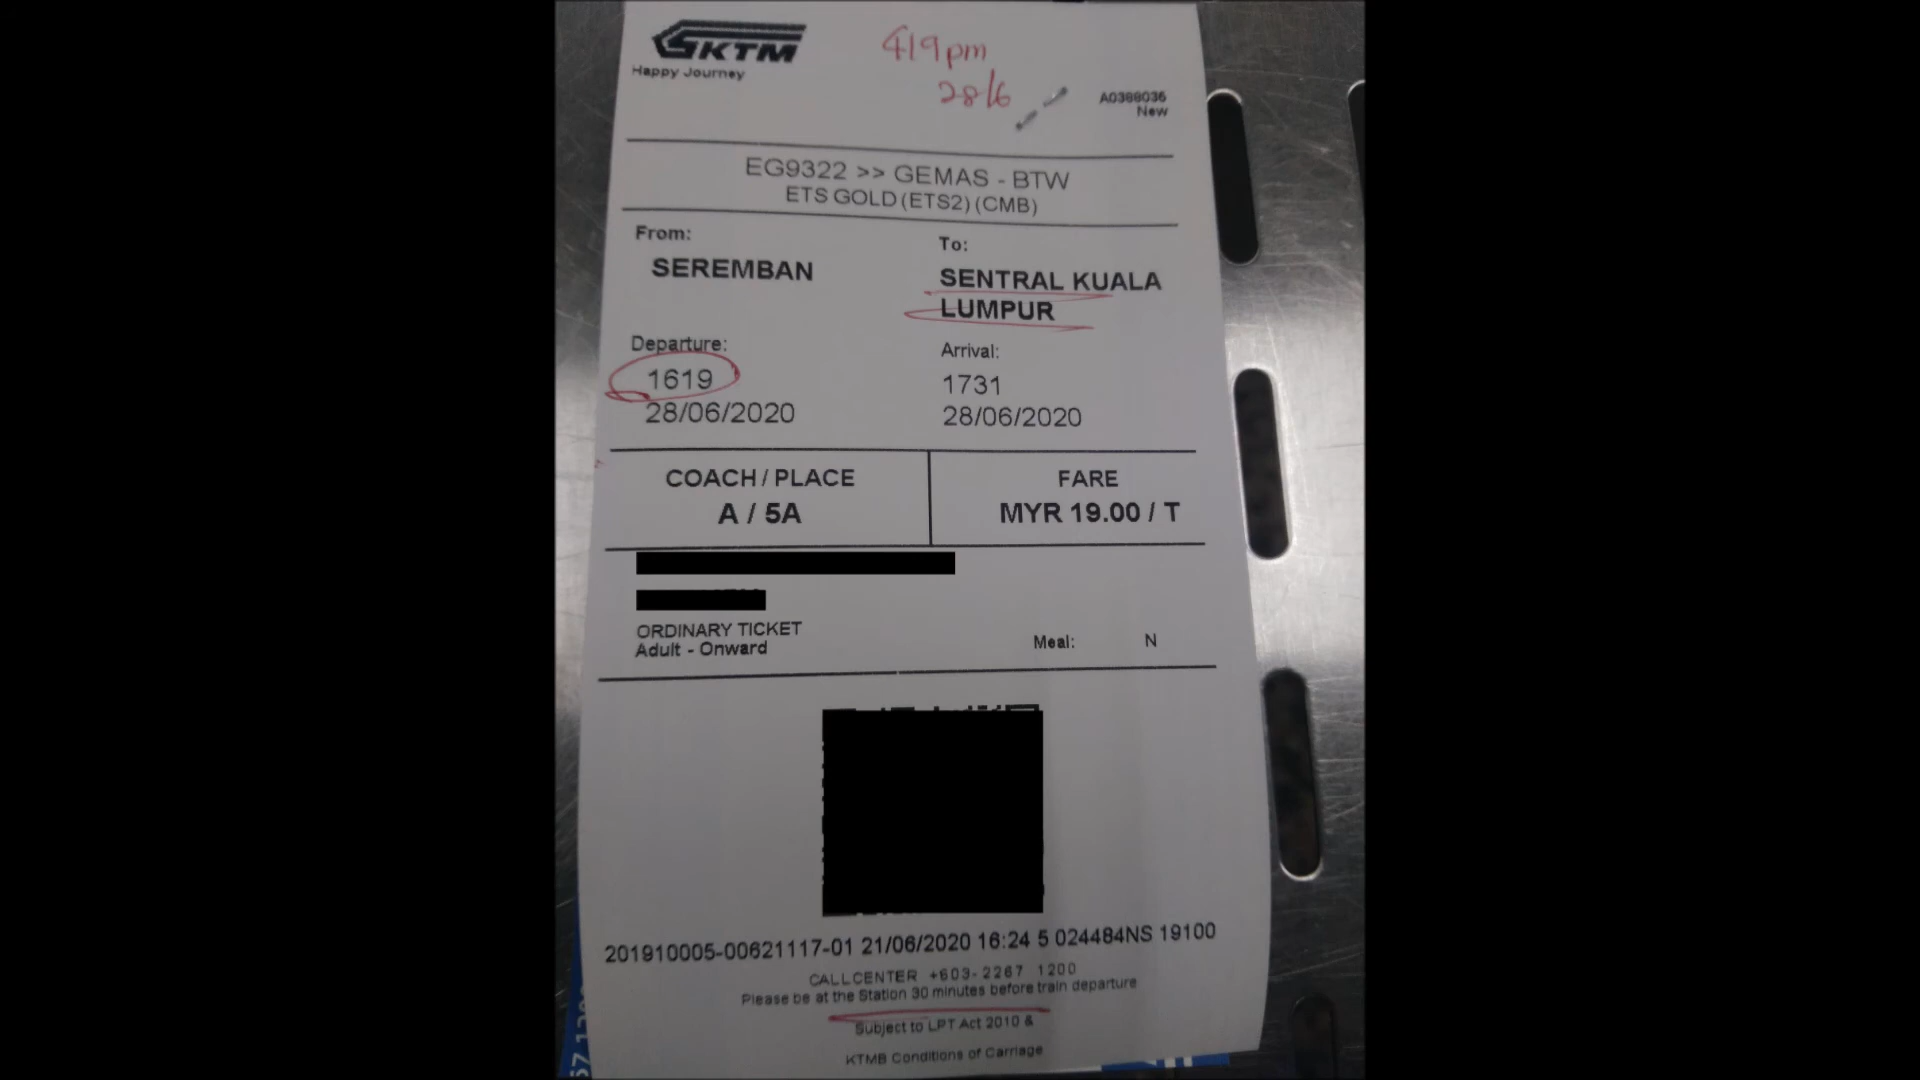 KTM
Happy Journey
419pm
28/6
A0388036
New
EG9322 >> GEMAS - BTW
ETS GOLD (ETS2) (CMB)
From:
To:
SEREMBAN
SENTRAL KUALA
LUMPUR
Departure:
Arrival:
1619
1731
28/06/2020
28/06/2020
COACH / PLACE
FARE
A / 5A
MYR 19.00 / T
ORDINARY TICKET
Adult - Onward
Meal: N
201910005-00621117-01 21/06/2020 16:24 5 024484NS 19100
CALLCENTER +603-2267 1200
Please be at the Station 30 minutes before train departure
Subject to LPT Act 2010 &
KTMB Conditions of Carriage